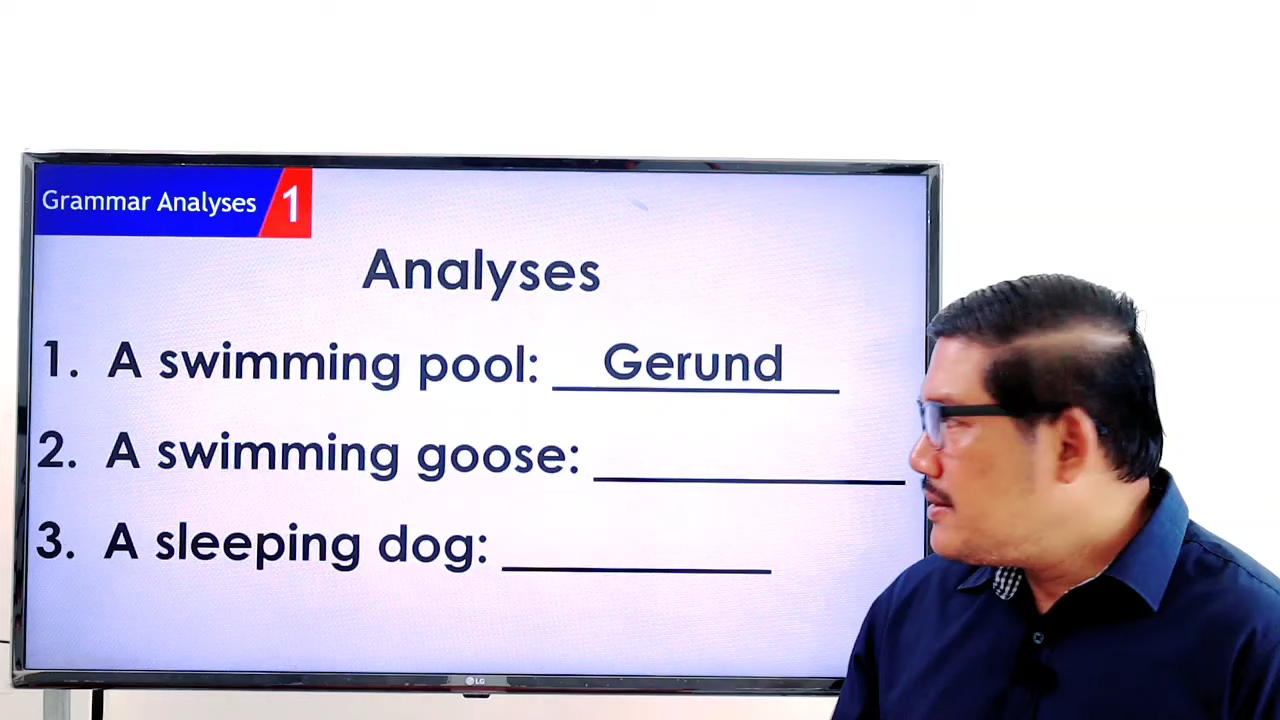 Grammar Analyses 1
Analyses
1. A swimming pool: Gerund
2. A swimming goose:
3. A sleeping dog:
LG